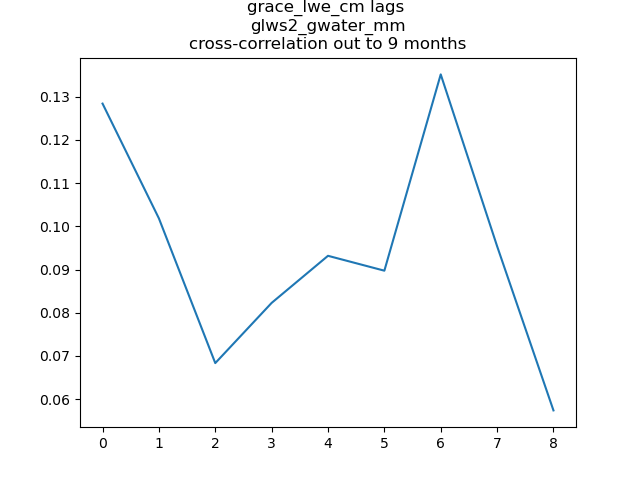 grace_lwe_cm lags
glws2_gwater_mm
cross-correlation out to 9 months
0.13
0.12
0.11
0.10
0.09
0.08
0.07
0.06
0 1 2 3 4 5 6 7 8